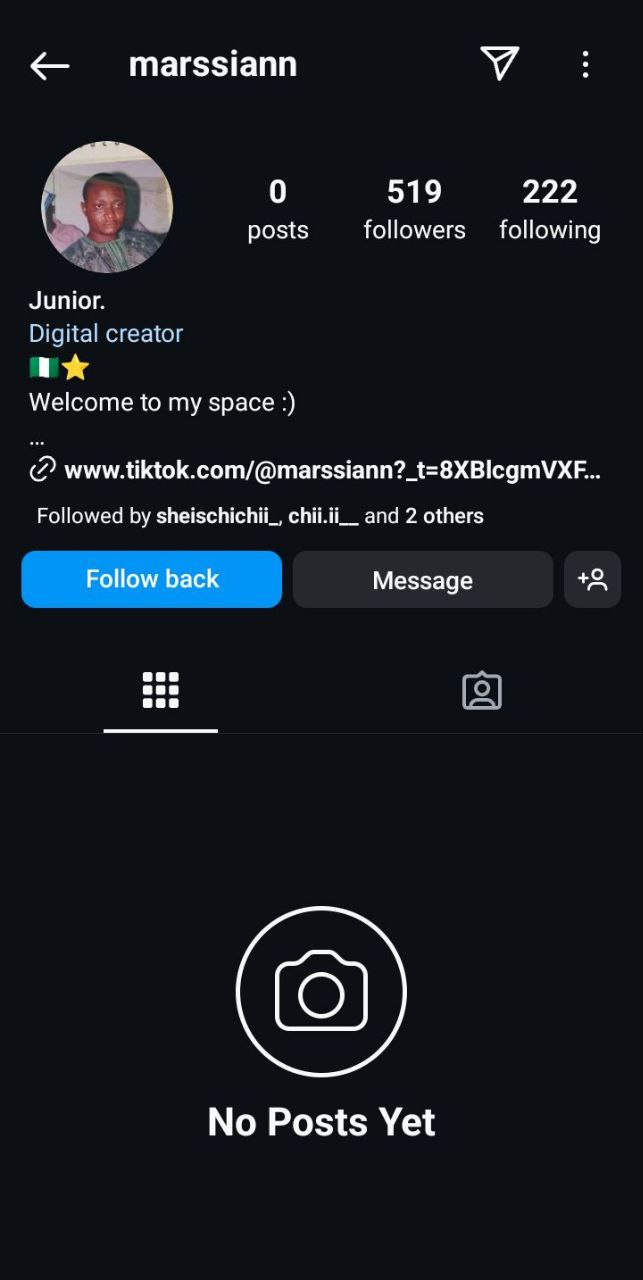 marssiann
0
519
222
posts
followers
following
Junior.
Digital creator
🇳🇬⭐
Welcome to my space :)
...
www.tiktok.com/@marssiann?_t=8XBlcgmVXF...
Followed by sheischichii_, chii.ii__ and 2 others
Follow back
Message
No Posts Yet